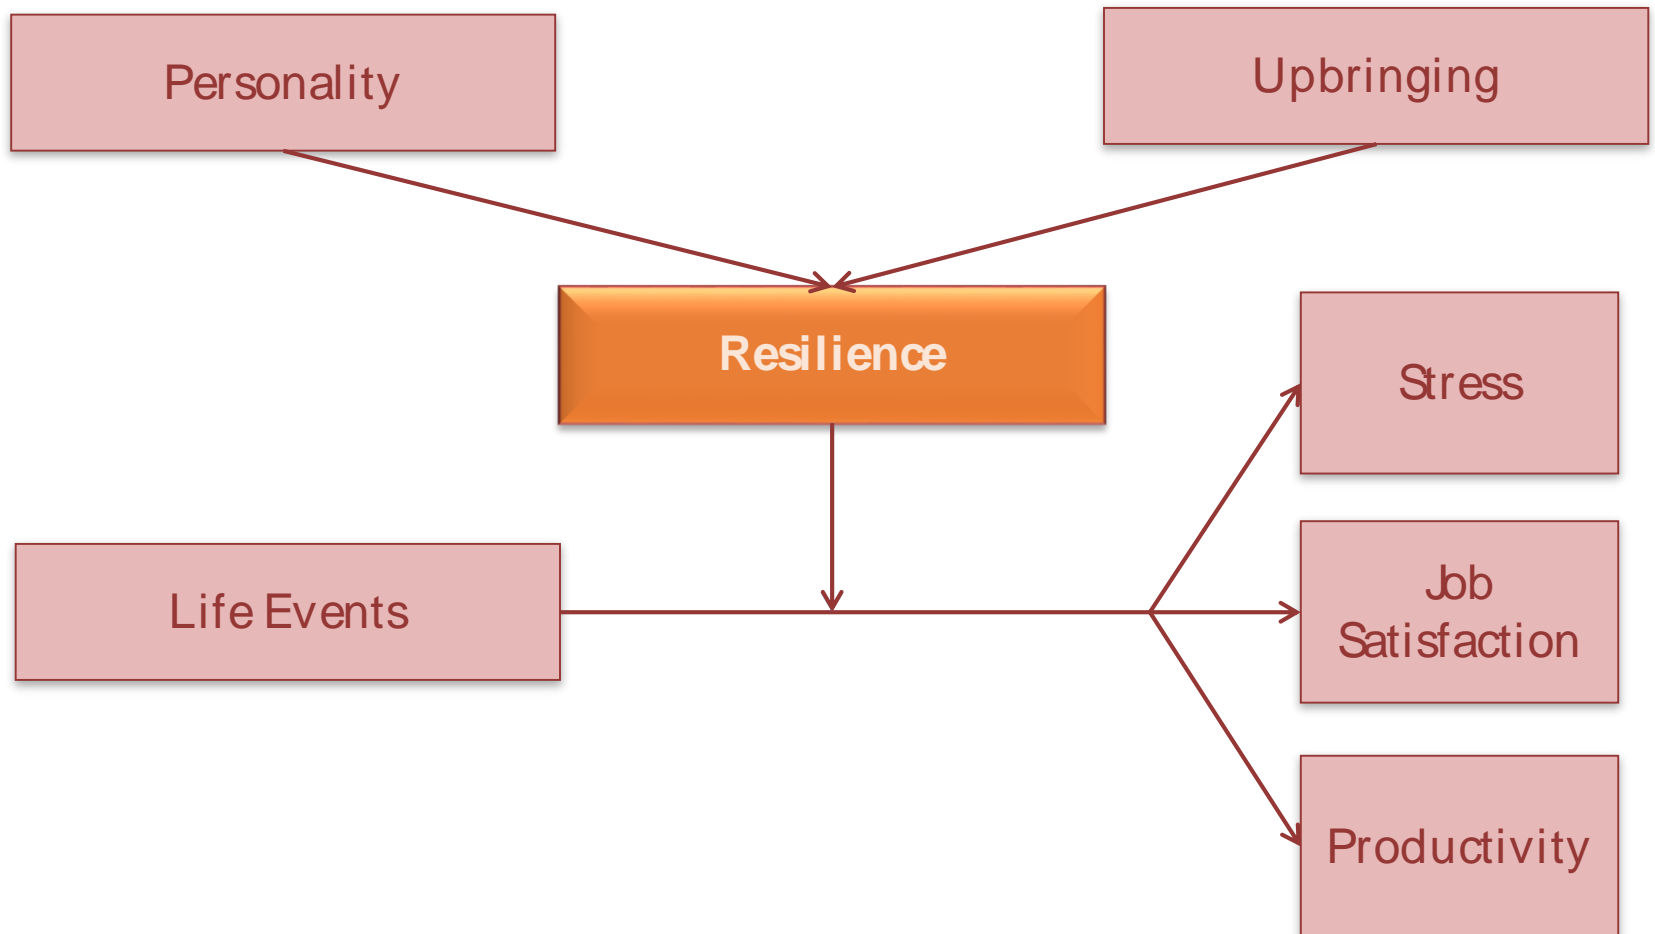 Personality
Upbringing
Resilience
Stress
Life Events
Job
Satisfaction
Productivity